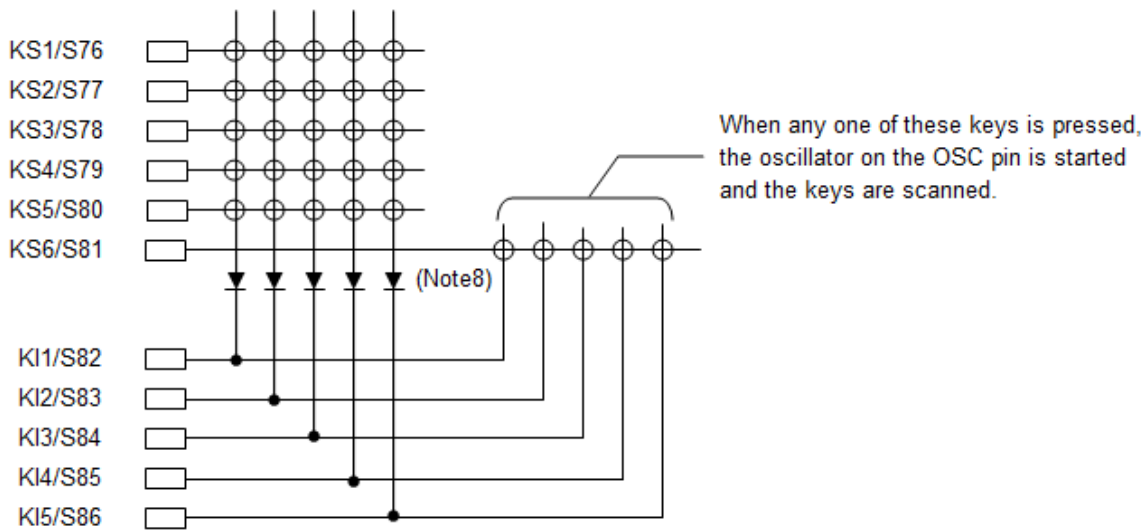 KS1/S76
KS2/S77
KS3/S78
KS4/S79
KS5/S80
KS6/S81
When any one of these keys is pressed,
the oscillator on the OSC pin is started
and the keys are scanned.
(Note8)
KI1/S82
KI2/S83
KI3/S84
KI4/S85
KI5/S86